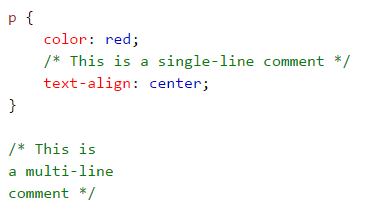 p {
    color: red;
    /* This is a single-line comment */
    text-align: center;
}

/* This is
a multi-line
comment */